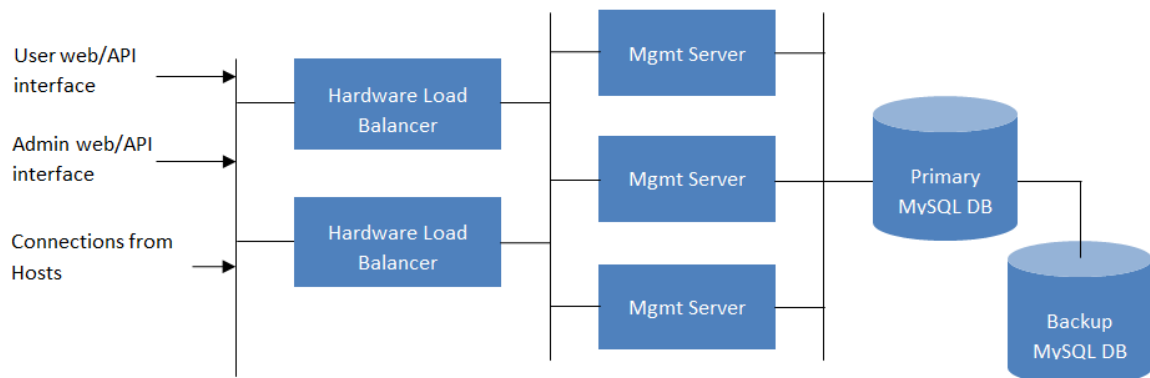 User web/API
interface
Admin web/API
interface
Connections from
Hosts
Hardware Load
Balancer
Hardware Load
Balancer
Mgmt Server
Mgmt Server
Mgmt Server
Primary
MySQL DB
Backup
MySQL DB